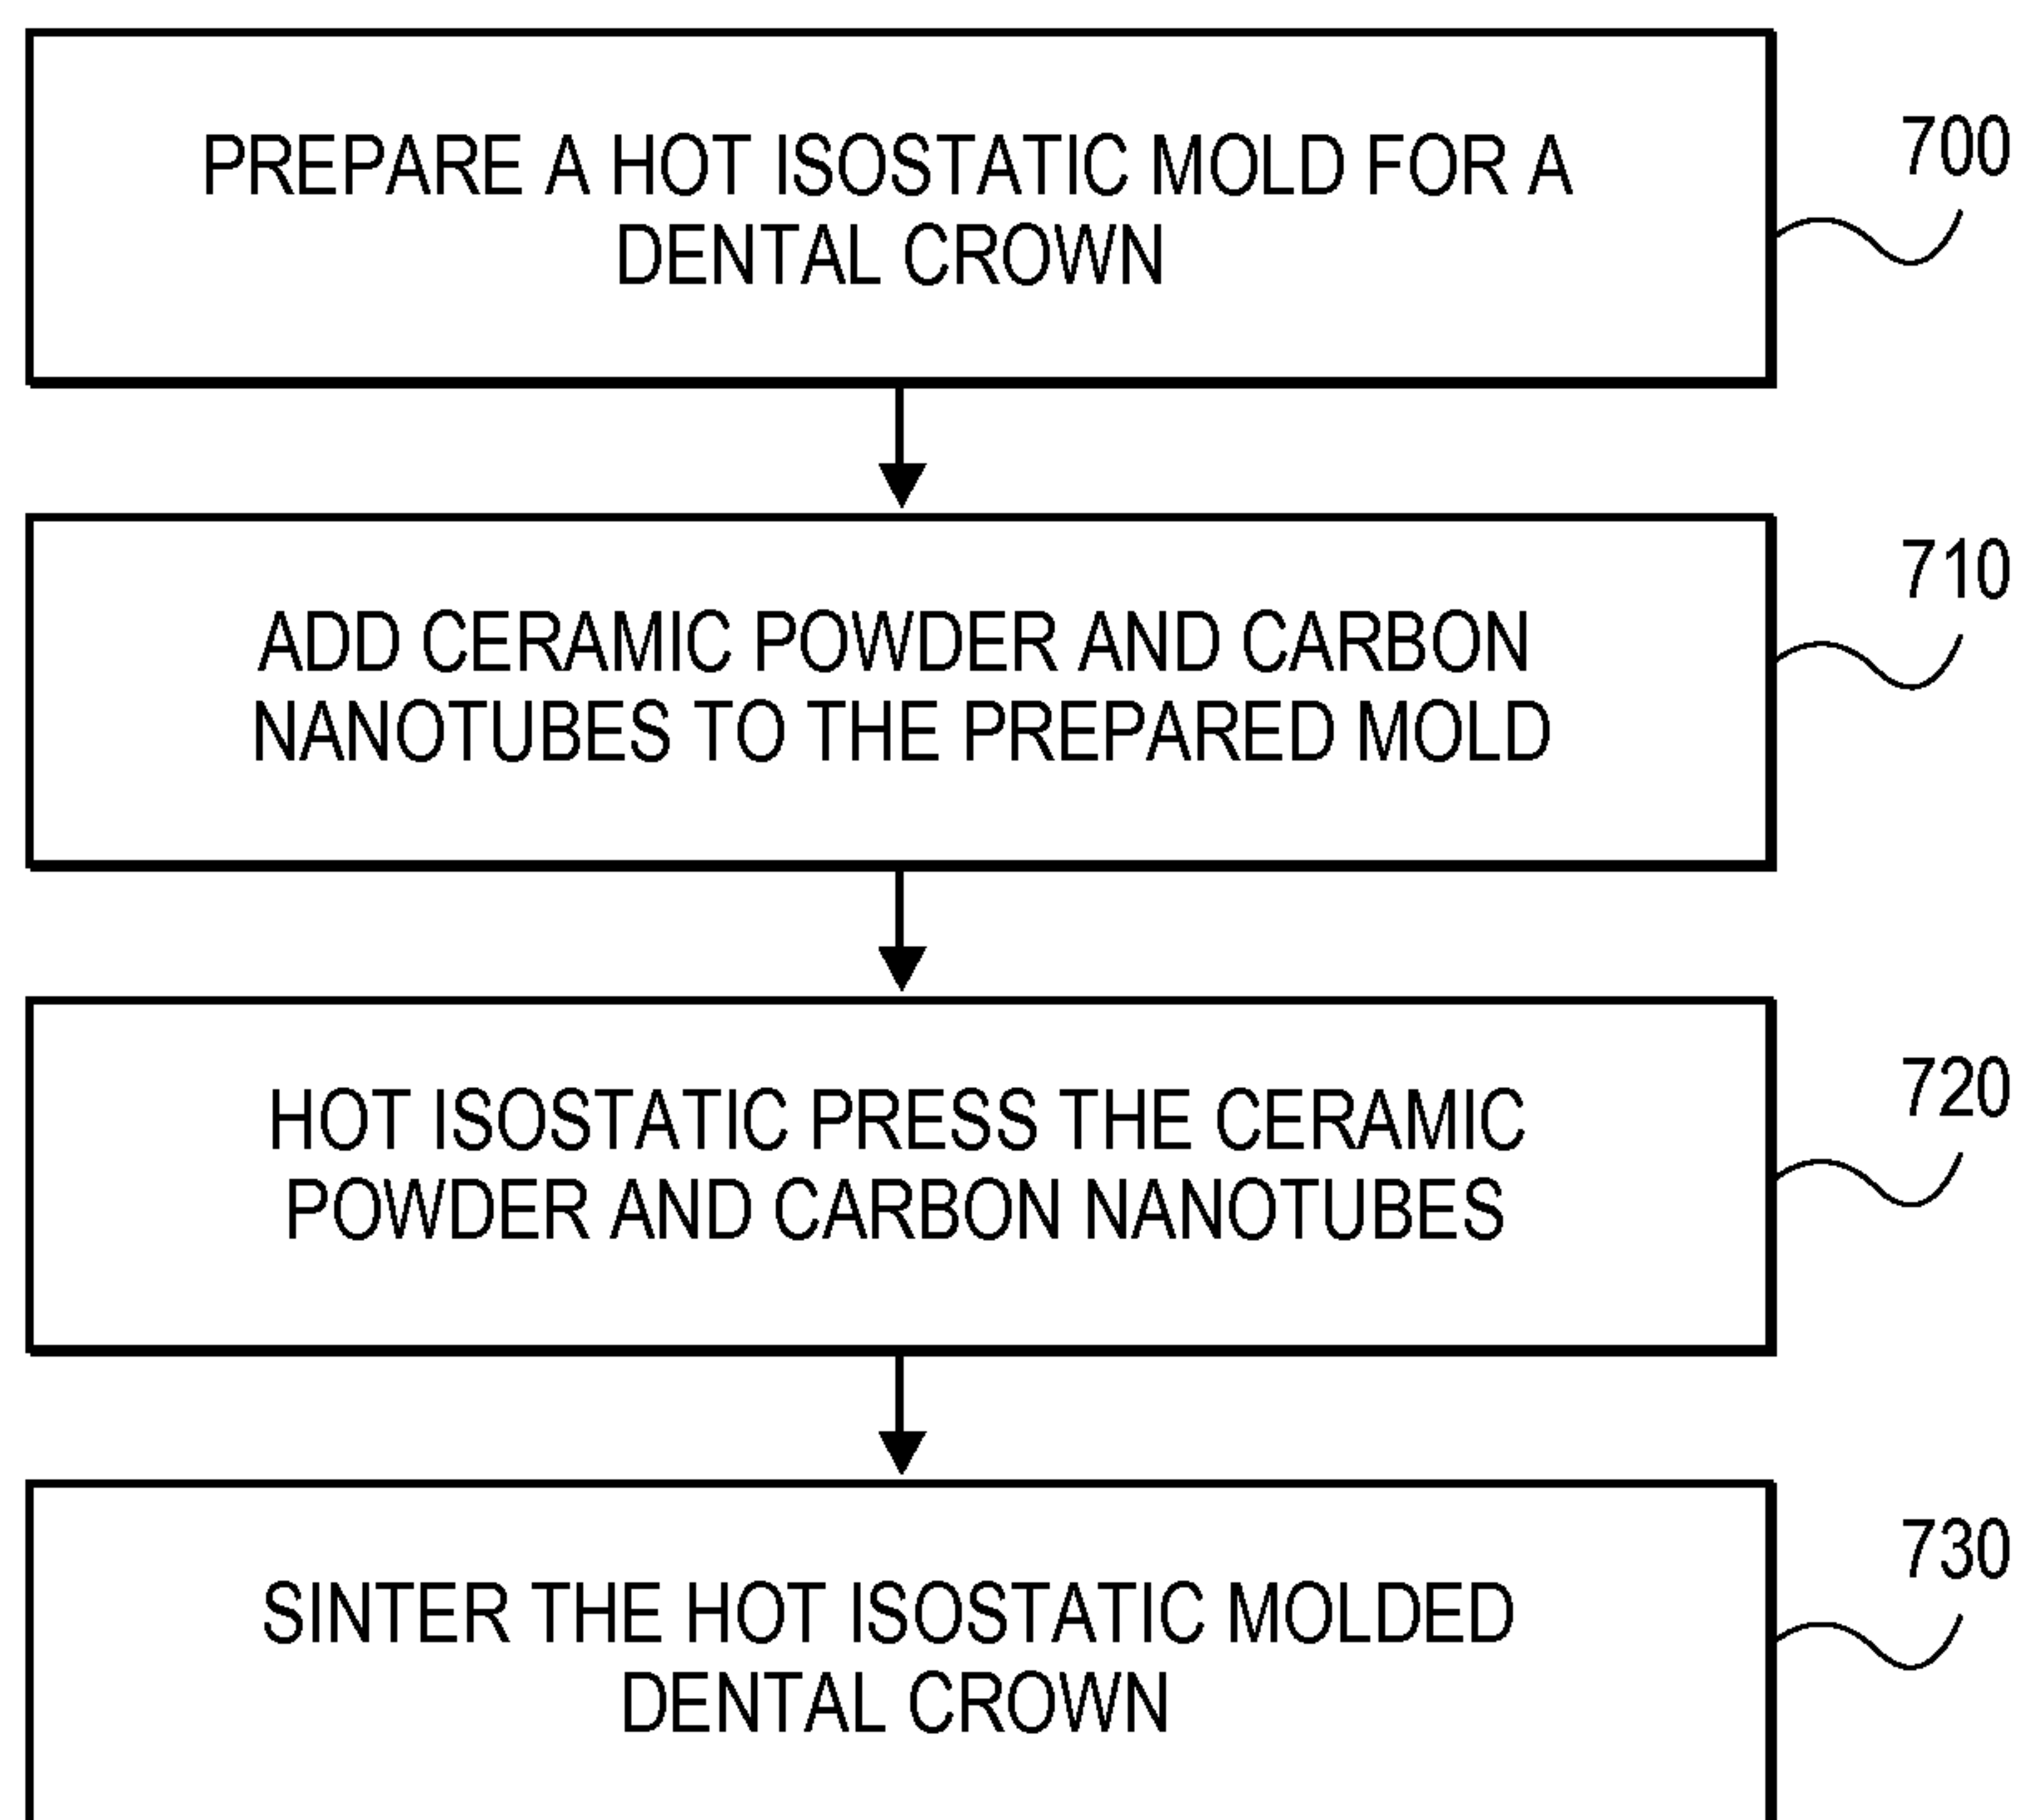 PREPARE A HOT ISOSTATIC MOLD FOR A
DENTAL CROWN
700
ADD CERAMIC POWDER AND CARBON
NANOTUBES TO THE PREPARED MOLD
710
HOT ISOSTATIC PRESS THE CERAMIC
POWDER AND CARBON NANOTUBES
720
SINTER THE HOT ISOSTATIC MOLDED
DENTAL CROWN
730